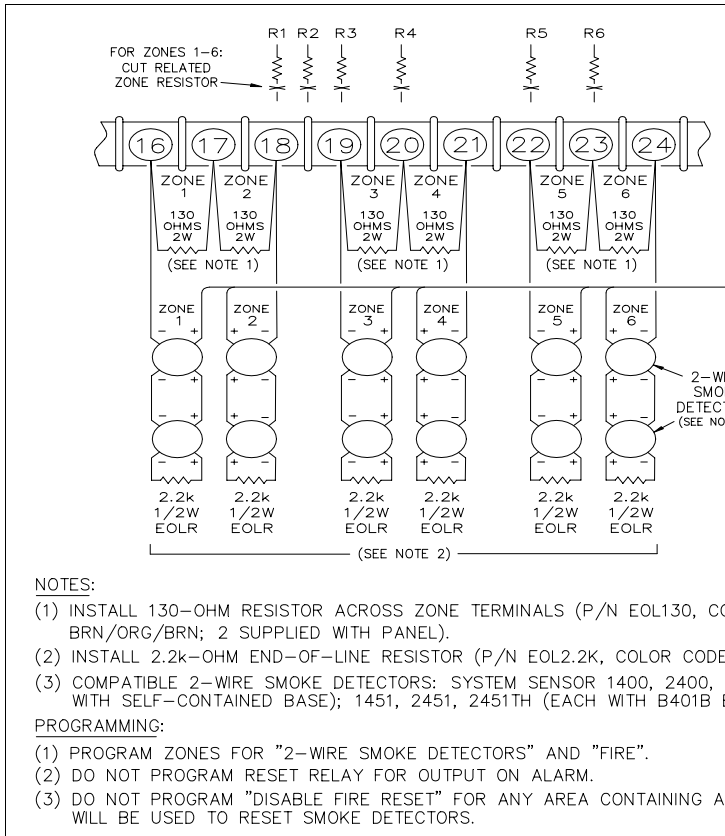 R1 R2 R3 R4 R5 R6
FOR ZONES 1-6:
CUT RELATED
ZONE RESISTOR
16 17 18 19 20 21 22 23 24
ZONE ZONE ZONE ZONE ZONE ZONE
1 2 3 4 5 6
130 130 130 130 130 130
OHMS OHMS OHMS OHMS OHMS OHMS
2W 2W 2W 2W 2W 2W
(SEE NOTE 1) (SEE NOTE 1) (SEE NOTE 1)
ZONE ZONE ZONE ZONE ZONE ZONE
1 2 3 4 5 6
- + + - - + + - - + + -
- + + - - + + - - + + -
2-WI
SMO
DETECT
(SEE NO
- + + - - + + - - + + -
- + + - - + + - - + + -
2.2k 2.2k 2.2k 2.2k 2.2k 2.2k
1/2W 1/2W 1/2W 1/2W 1/2W 1/2W
EOLR EOLR EOLR EOLR EOLR EOLR
(SEE NOTE 2)
NOTES:
(1) INSTALL 130-OHM RESISTOR ACROSS ZONE TERMINALS (P/N EOL130, CO
BRN/ORG/BRN; 2 SUPPLIED WITH PANEL).
(2) INSTALL 2.2k-OHM END-OF-LINE RESISTOR (P/N EOL2.2K, COLOR CODE
(3) COMPATIBLE 2-WIRE SMOKE DETECTORS: SYSTEM SENSOR 1400, 2400,
WITH SELF-CONTAINED BASE); 1451, 2451, 2451TH (EACH WITH B401B B
PROGRAMMING:
(1) PROGRAM ZONES FOR "2-WIRE SMOKE DETECTORS" AND "FIRE".
(2) DO NOT PROGRAM RESET RELAY FOR OUTPUT ON ALARM.
(3) DO NOT PROGRAM "DISABLE FIRE RESET" FOR ANY AREA CONTAINING A
WILL BE USED TO RESET SMOKE DETECTORS.